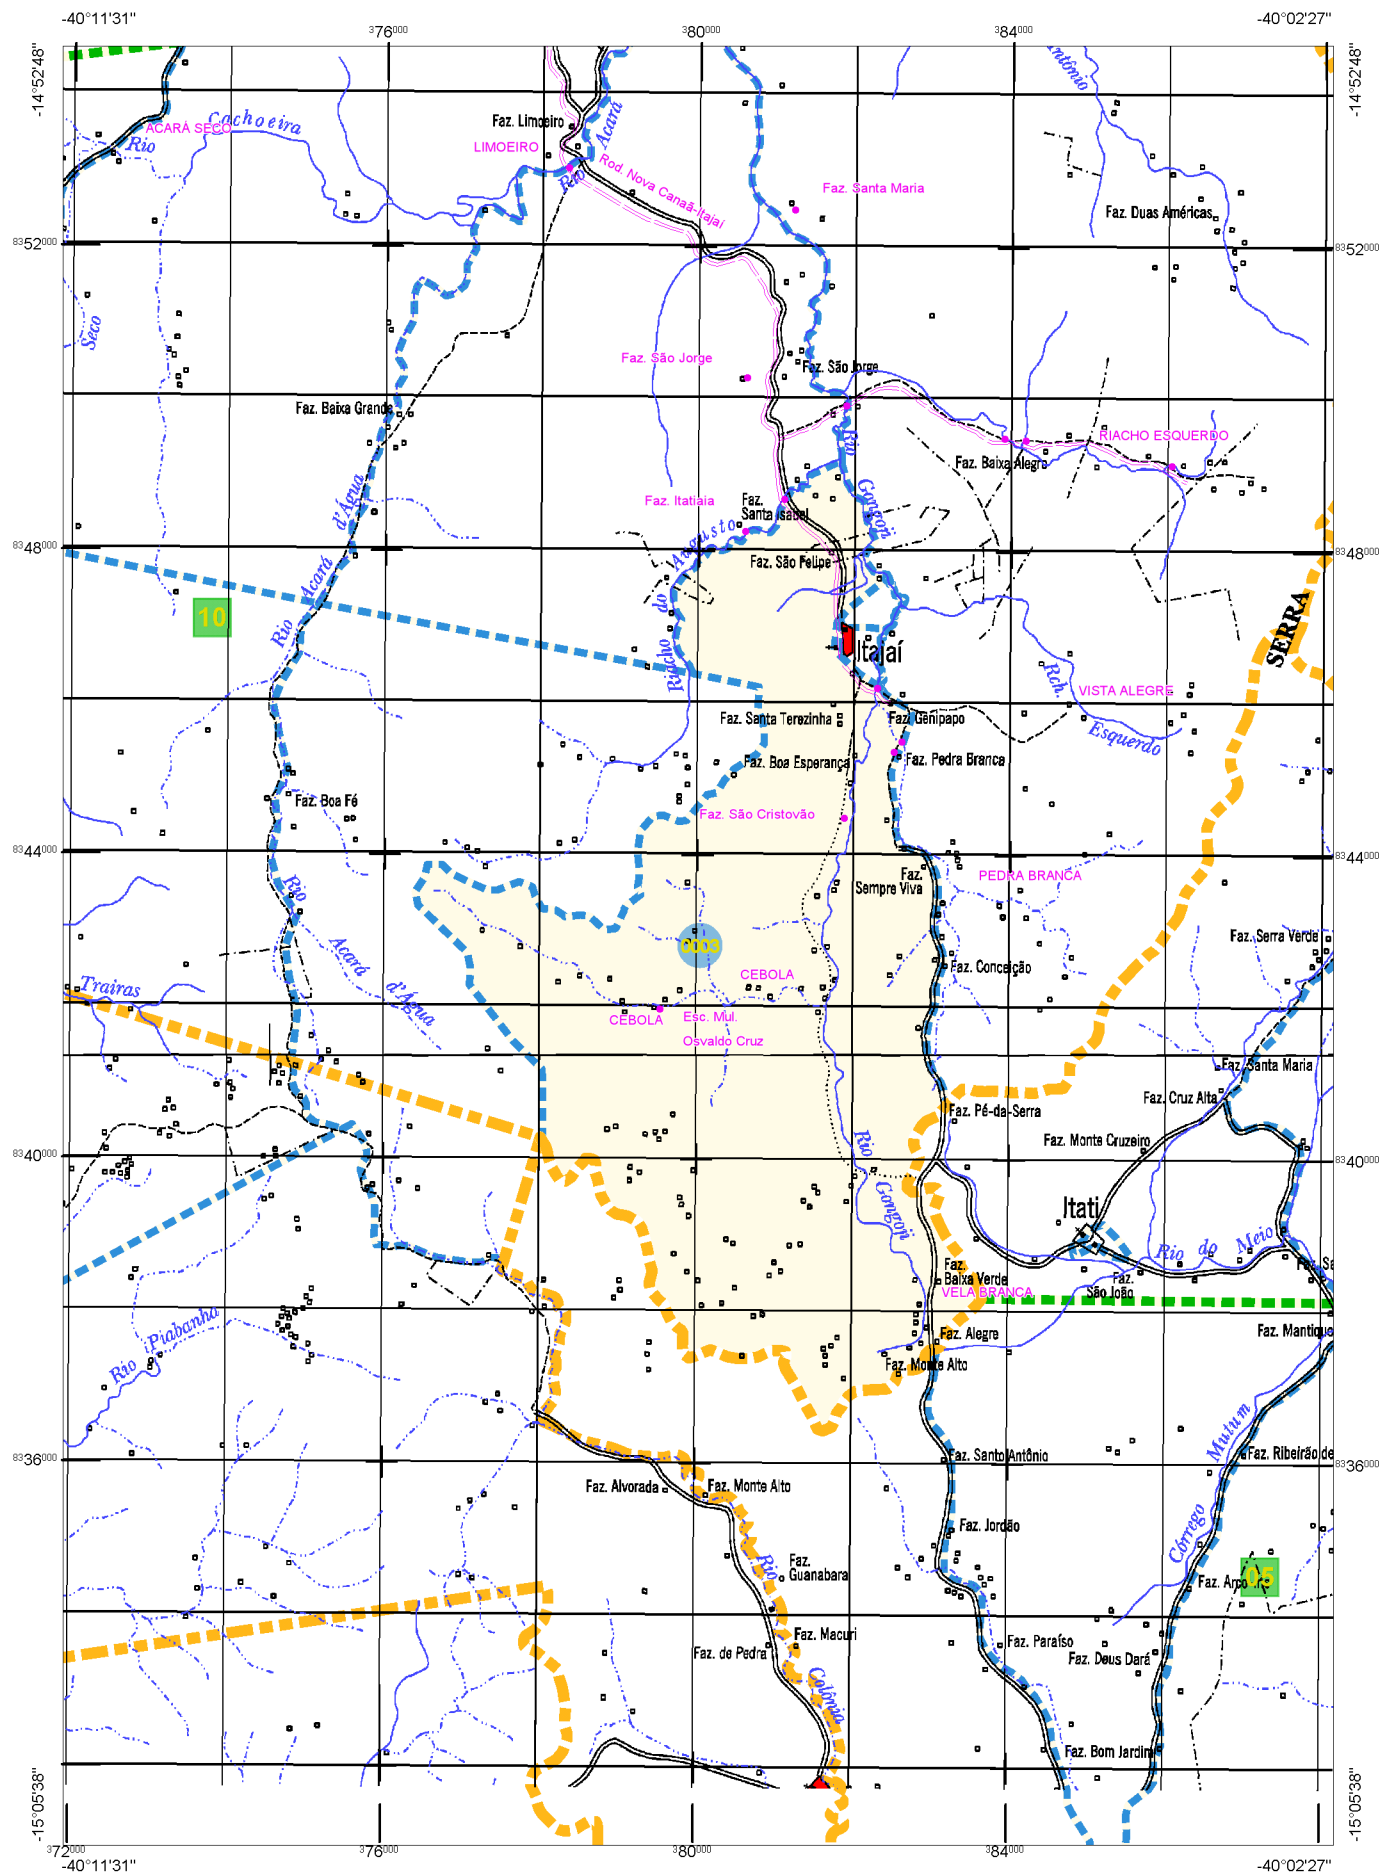 -40°11'31"
-40°02'27"
376000
380000
384000
-14°52'48"
-14°52'48"
Antônio
Cachoeira
ACARÁ SECO
Rio
Faz. Limoeiro
Acará
LIMOEIRO
Rio
Rod. Nova Canaã-Itajaí
Faz. Santa Maria
Faz. Duas Américas
8352000
8352000
Seco
Faz. São Jorge
Faz. São Jorge
Faz. Baixa Grande
Rio
RIACHO ESQUERDO
Faz. Baixa Alegre
d'Água
Gongoji
Faz. Itatiaia
Faz.
Santa Isabel
Augusto
8348000
8348000
Faz. São Felipe
Acará
do
10
SERRA
Rio
Itajaí
Riacho
Rch.
VISTA ALEGRE
Faz. Santa Terezinha
Faz. Genipapo
Esquerdo
Faz. Boa Esperança
Faz. Pedra Branca
Faz. Boa Fé
Faz. São Cristovão
8344000
8344000
Faz.
Sempre Viva
PEDRA BRANCA
Rio
Acará
d'Água
Faz. Serra Verde
0003
Faz. Conceição
CEBOLA
Trairas
CEBOLA
Esc. Mul.
Osvaldo Cruz
Faz. Santa Maria
Faz. Cruz Alta
Faz. Pé-da-Serra
Faz. Monte Cruzeiro
8340000
8340000
Rio
Gongoji
Itati
Rio do Meio
Faz.
Baixa Verde
Faz. Sa
Faz.
São João
VELA BRANCA
Rio Piabanha
Faz. Alegre
Faz. Mantique
Faz. Monte Alto
Mutum
8336000
8336000
Faz. Santo Antônio
Faz. Ribeirão de
Faz. Alvorada
Faz. Monte Alto
Faz. Jordão
Córrego
Rio
Faz.
Guanabara
05
Faz. Macuri
Faz. Paraíso
Faz. de Pedra
Faz. Deus Dará
Colônia
Faz. Bom Jardim
-15°05'38"
-15°05'38"
372000
376000
380000
384000
-40°11'31"
-40°02'27"